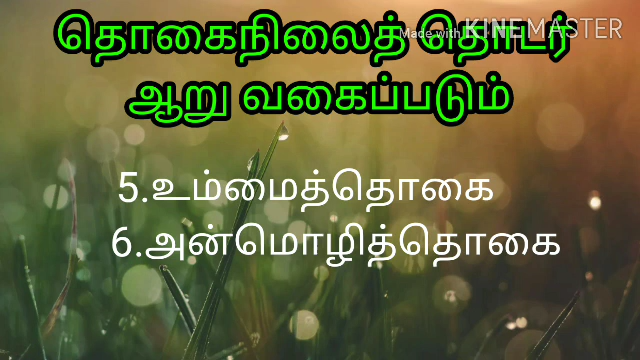 Made with KINEMASTER
தொகைநிலைத் தொடர்
ஆறு வகைப்படும்
5.உம்மைத்தொகை
6.அன்மொழித்தொகை